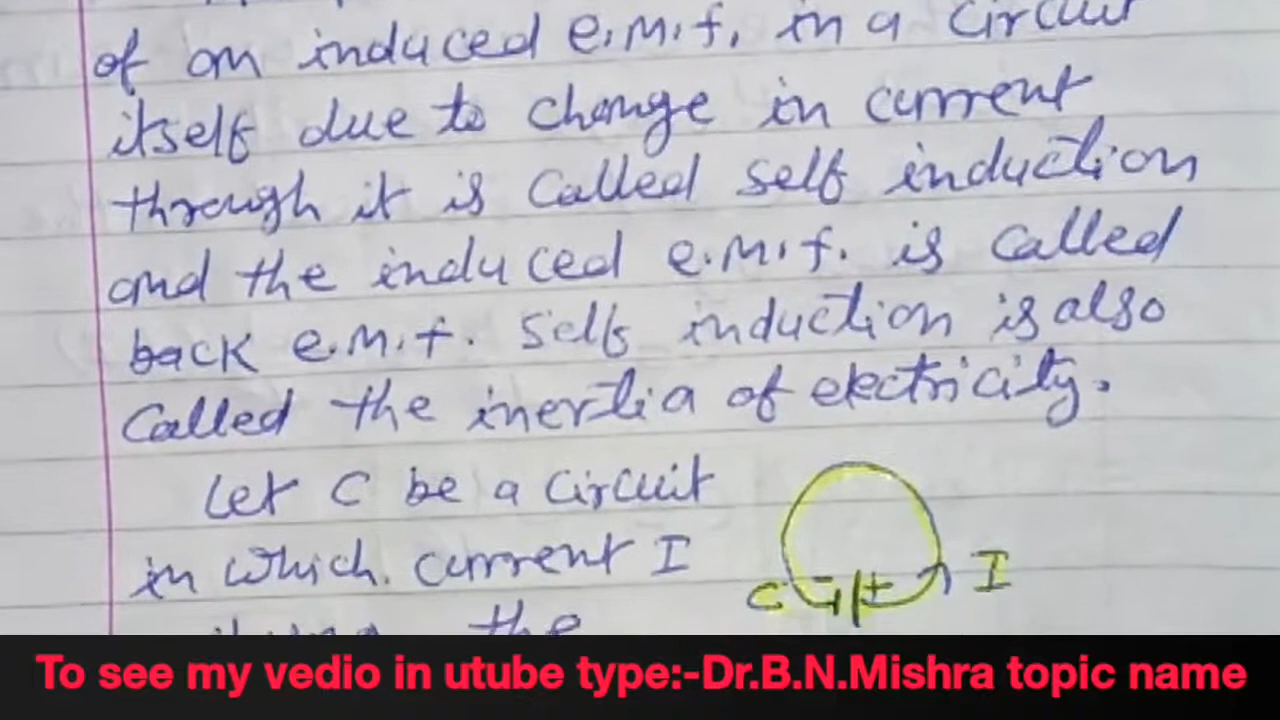 of an induced e.m.f. in a circuit
itself due to change in current
through it is called self induction
and the induced e.m.f. is called
back e.m.f. Self induction is also
called the inertia of electricity.
Let C be a circuit
in which current I
C - + I
the
To see my vedio in utube type:-Dr.B.N.Mishra topic name